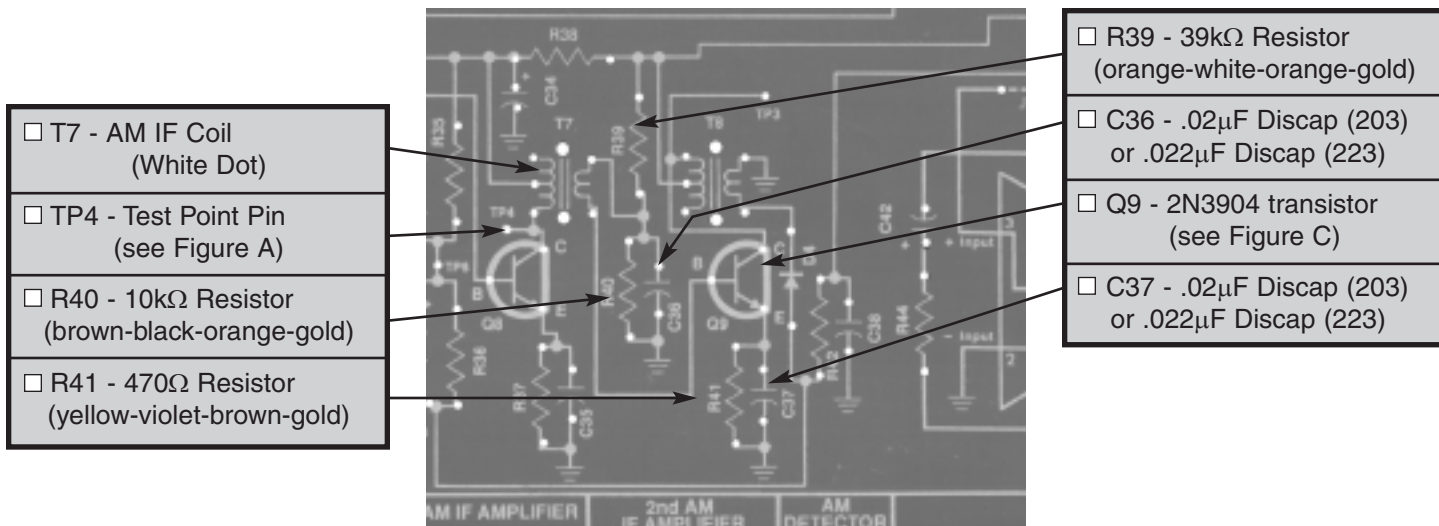 ☐ T7 - AM IF Coil
(White Dot)
☐ TP4 - Test Point Pin
(see Figure A)
☐ R40 - 10kΩ Resistor
(brown-black-orange-gold)
☐ R41 - 470Ω Resistor
(yellow-violet-brown-gold)
R38
C34
T7
R35
R39
T8
TP3
TP4
C
B
E
Q8
R40
C36
C
B
E
Q9
D4
C38
C42
R44
+
+ Input
- Input
3
2
R36
R37
C35
R41
C37
AM IF AMPLIFIER
2nd AM
IF AMPLIFIER
AM
DETECTOR
☐ R39 - 39kΩ Resistor
(orange-white-orange-gold)
☐ C36 - .02μF Discap (203)
or .022μF Discap (223)
☐ Q9 - 2N3904 transistor
(see Figure C)
☐ C37 - .02μF Discap (203)
or .022μF Discap (223)